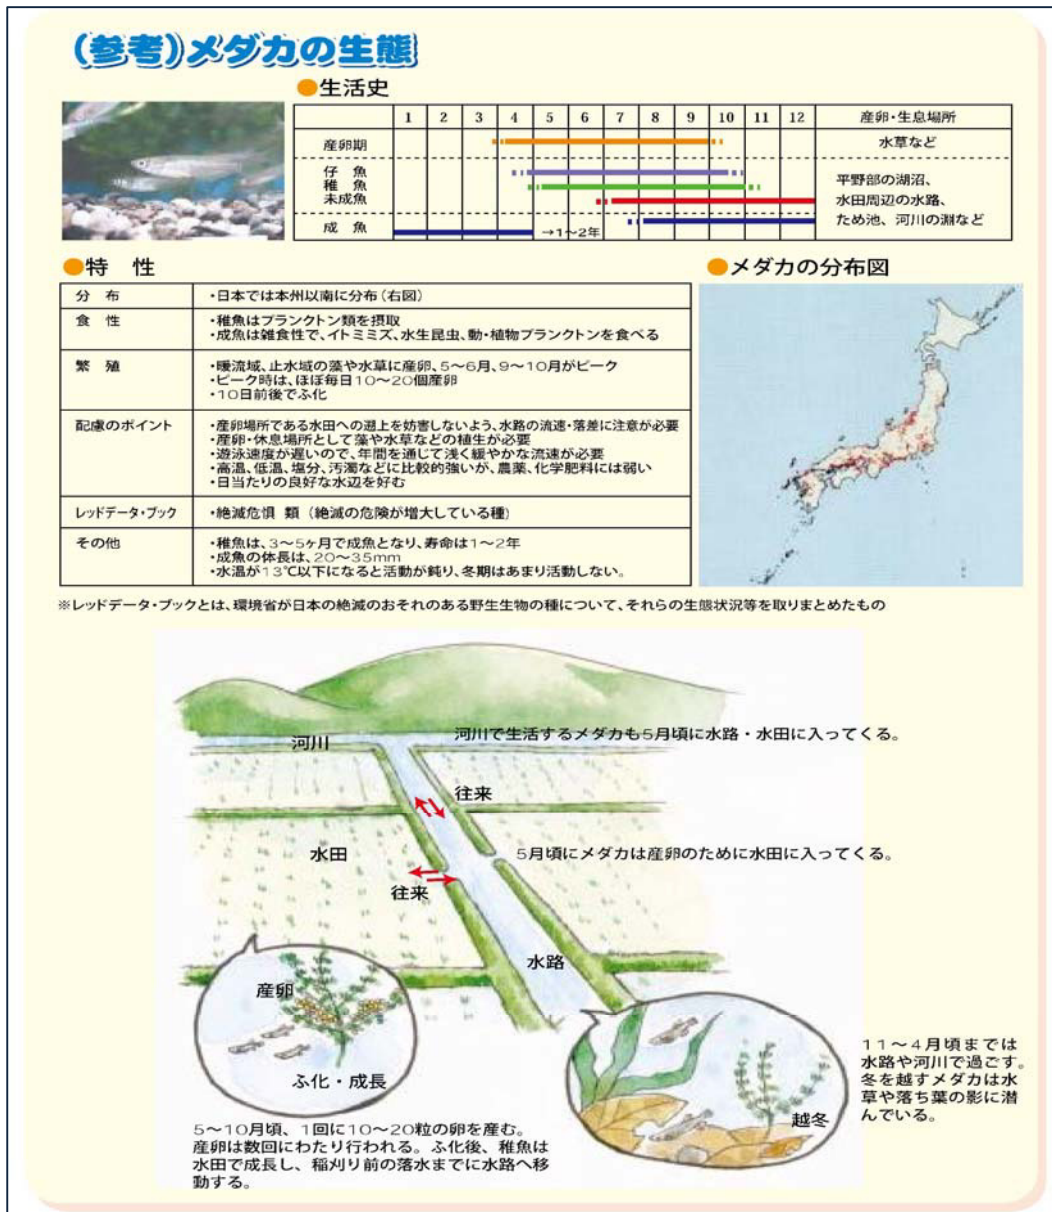 (参考)メダカの生態
●生活史
1 2 3 4 5 6 7 8 9 10 11 12 産卵・生息場所
産卵期 水草など
仔魚
稚魚
未成魚
平野部の湖沼、
水田周辺の水路、
ため池、河川の淵など
成魚 →1～2年
●特性
分布 ・日本では本州以南に分布(右図)
食性 ・稚魚はプランクトン類を摂取
・成魚は雑食性で、イトミミズ、水生昆虫、動・植物プランクトンを食べる
繁殖 ・暖流域、止水域の藻や水草に産卵、5～6月、9～10月がピーク
・ピーク時は、ほぼ毎日10～20個産卵
・10日前後でふ化
配慮のポイント ・産卵場所である水田への遡上を妨害しないよう、水路の流速・落差に注意が必要
・産卵・休息場所として藻や水草などの植生が必要
・遊泳速度が遅いので、年間を通じて浅く緩やかな流速が必要
・高温、低温、塩分、汚濁などに比較的強いが、農薬、化学肥料には弱い
・日当たりの良好な水辺を好む
レッドデータ・ブック ・絶滅危惧 類 (絶滅の危険が増大している種)
その他 ・稚魚は、3～5ヶ月で成魚となり、寿命は1～2年
・成魚の体長は、20～35mm
・水温が13℃以下になると活動が鈍り、冬期はあまり活動しない。
●メダカの分布図
※レッドデータ・ブックとは、環境省が日本の絶滅のおそれのある野生生物の種について、それらの生態状況等を取りまとめたもの
河川
河川で生活するメダカも5月頃に水路・水田に入ってくる。
往来
水田
5月頃にメダカは産卵のために水田に入ってくる。
往来
水路
産卵
ふ化・成長
越冬
11～4月頃までは
水路や河川で過ごす。
冬を越すメダカは水
草や落ち葉の影に潜
んでいる。
5～10月頃、1回に10～20粒の卵を産む。
産卵は数回にわたり行われる。ふ化後、稚魚は
水田で成長し、稲刈り前の落水までに水路へ移
動する。